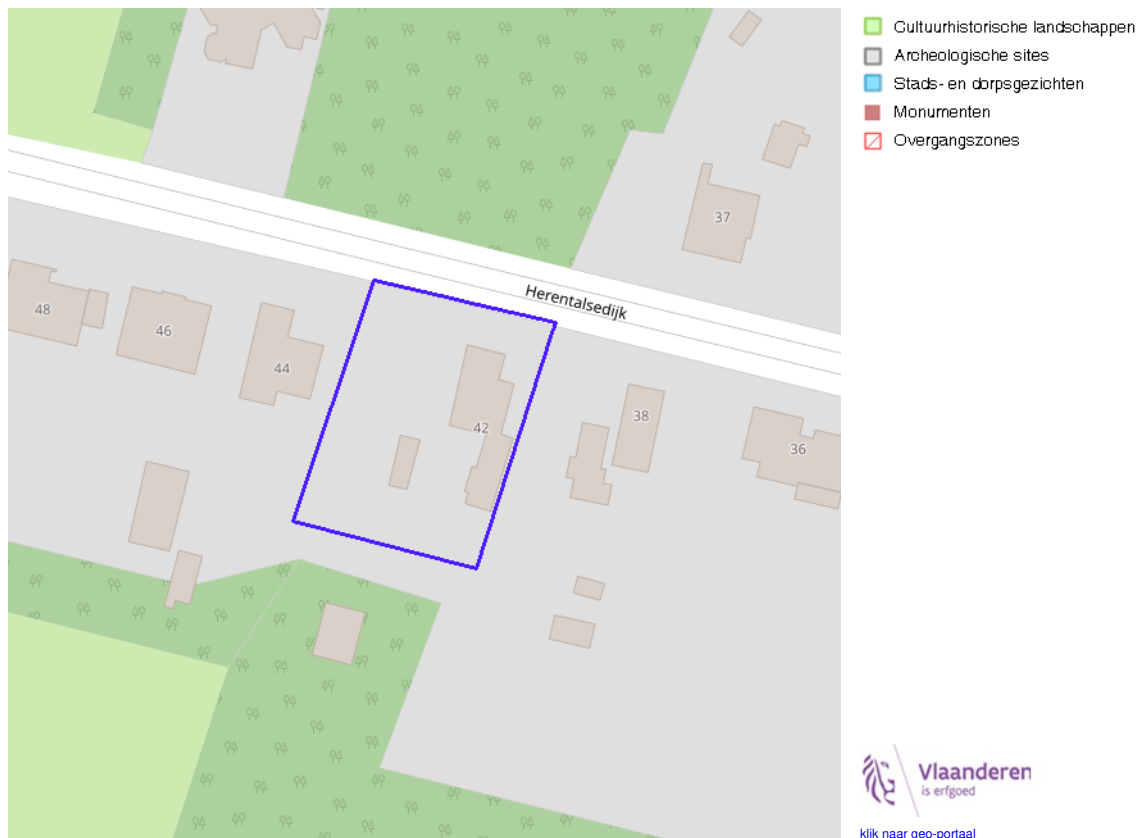 Cultuurhistorische landschappen
Archeologische sites
Stads- en dorpsgezichten
Monumenten
Overgangszones
37
Herentalsedijk
48
46
44
42
38
36
Vlaanderen
is erfgoed
klik naar geo-portaal